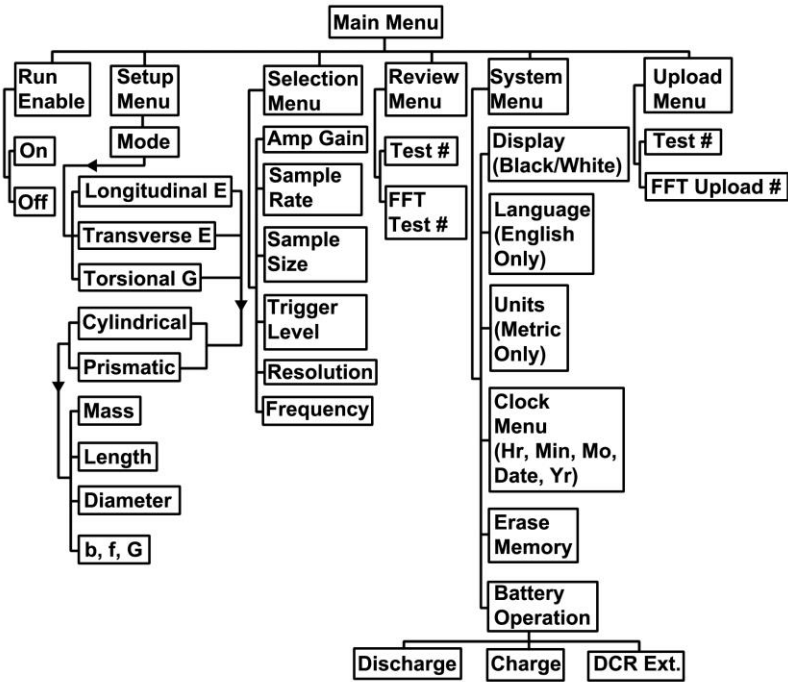 Main Menu
Run
Enable
On
Off
Setup
Menu
Mode
Longitudinal E
Transverse E
Torsional G
Cylindrical
Prismatic
Mass
Length
Diameter
b, f, G
Selection
Menu
Amp Gain
Sample
Rate
Sample
Size
Trigger
Level
Resolution
Frequency
Review
Menu
Test #
FFT
Test #
System
Menu
Display
(Black/White)
Language
(English
Only)
Units
(Metric
Only)
Clock
Menu
(Hr, Min, Mo,
Date, Yr)
Erase
Memory
Battery
Operation
Discharge
Charge
DCR Ext.
Upload
Menu
Test #
FFT Upload #